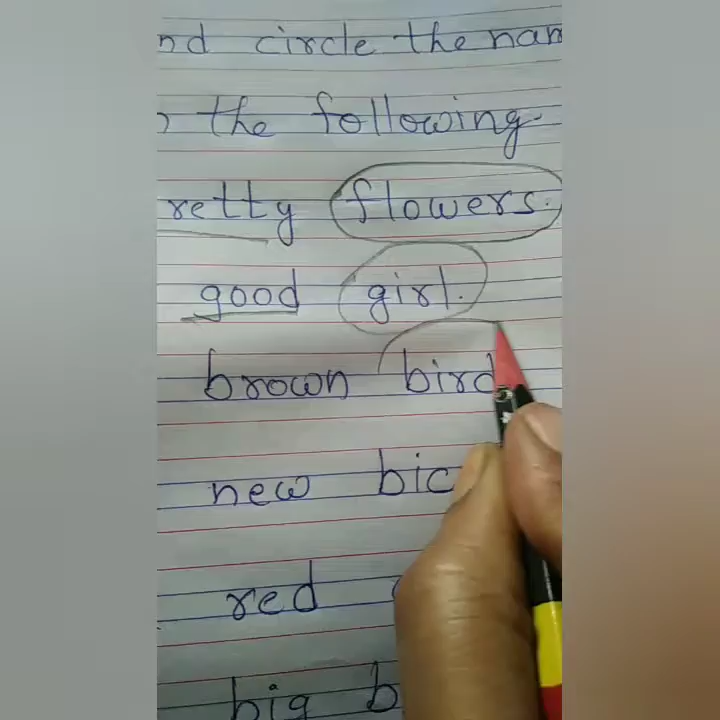 nd circle the nam
the following
retty flowers.
good girl.
brown bird
new bic
red
big b